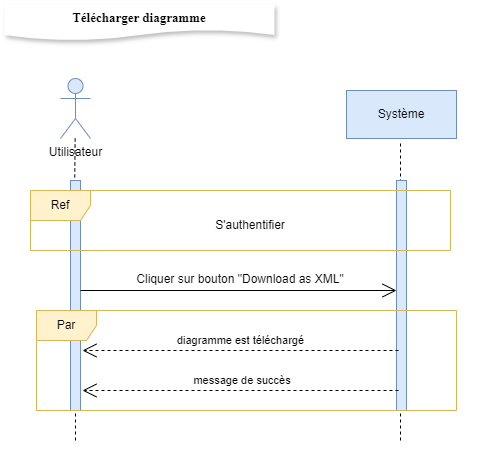 Télécharger diagramme
Système
Utilisateur
Ref
S'authentifier
Cliquer sur bouton "Download as XML"
Par
diagramme est téléchargé
message de succès